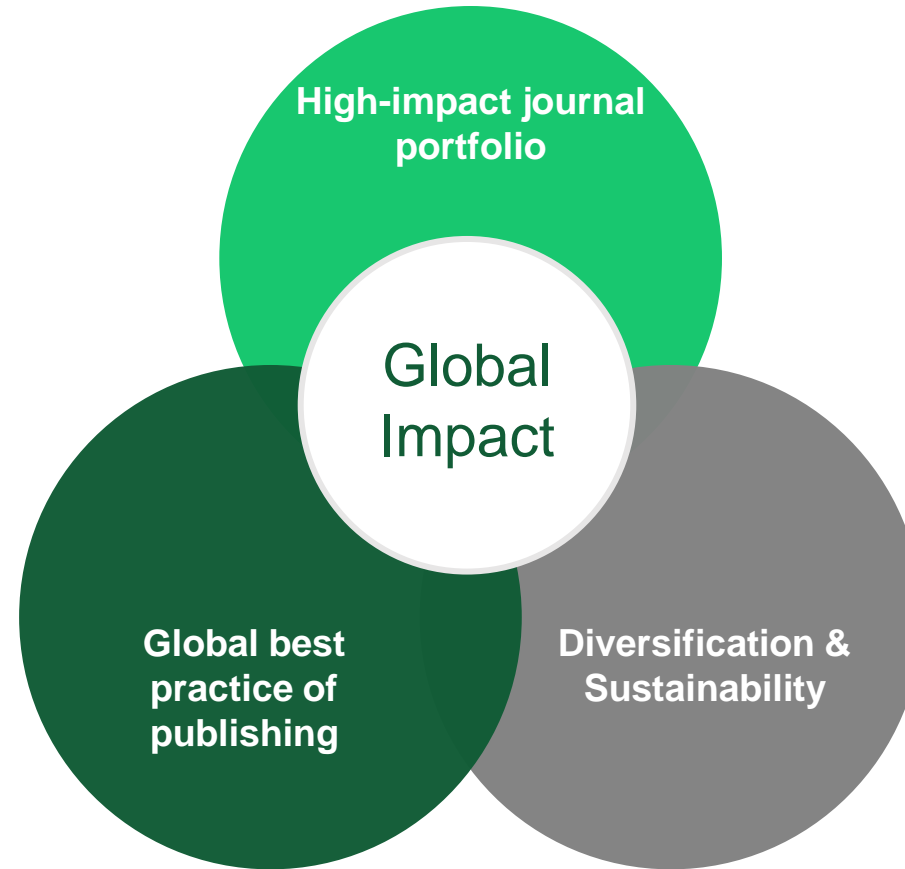 High-impact journal
portfolio
Global
Impact
Global best
practice of
publishing
Diversification &
Sustainability